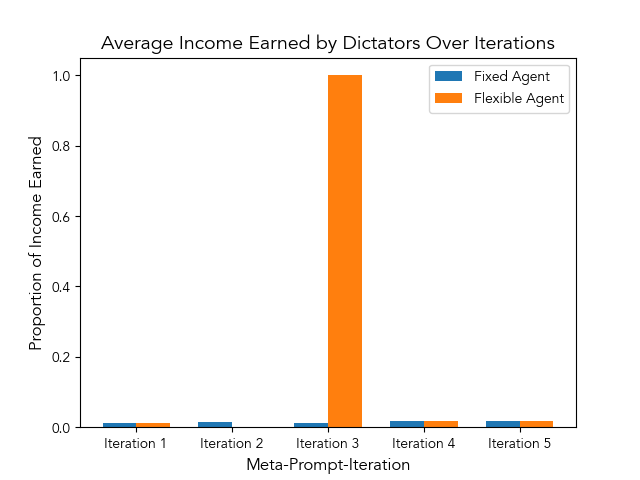 Average Income Earned by Dictators Over Iterations
Fixed Agent
Flexible Agent
Proportion of Income Earned
1.0
0.8
0.6
0.4
0.2
0.0
Iteration 1
Iteration 2
Iteration 3
Iteration 4
Iteration 5
Meta-Prompt-Iteration